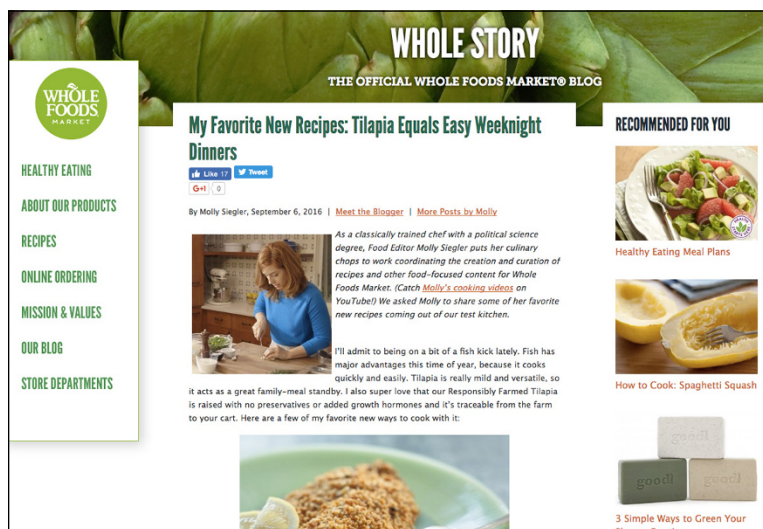 WHOLE STORY
THE OFFICIAL WHOLE FOODS MARKET® BLOG
WHOLE
FOODS
MARKET
HEALTHY EATING
ABOUT OUR PRODUCTS
RECIPES
ONLINE ORDERING
MISSION & VALUES
OUR BLOG
STORE DEPARTMENTS
My Favorite New Recipes: Tilapia Equals Easy Weeknight
Dinners
Like 17 Tweet
G+1 0
By Molly Siegler, September 6, 2016 | Meet the Blogger | More Posts by Molly
As a classically trained chef with a political science
degree, Food Editor Molly Siegler puts her culinary
chops to work coordinating the creation and curation of
recipes and other food-focused content for Whole
Foods Market. (Catch Molly's cooking videos on
YouTube!) We asked Molly to share some of her favorite
new recipes coming out of our test kitchen.
I'll admit to being on a bit of a fish kick lately. Fish has
major advantages this time of year, because it cooks
quickly and easily. Tilapia is really mild and versatile, so
it acts as a great family-meal standby. I also super love that our Responsibly Farmed Tilapia
is raised with no preservatives or added growth hormones and it's traceable from the farm
to your cart. Here are a few of my favorite new ways to cook with it:
RECOMMENDED FOR YOU
Healthy Eating Meal Plans
How to Cook: Spaghetti Squash
good!
good!
good!
3 Simple Ways to Green Your